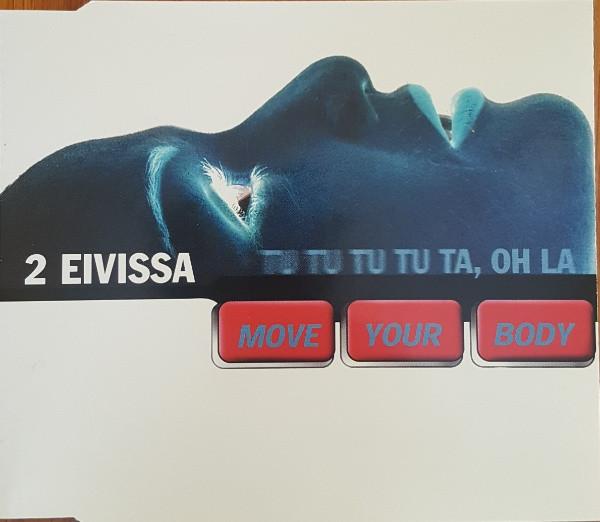 2 EIVISSA
TU TU TU TU TA, OH LA
MOVE YOUR BODY